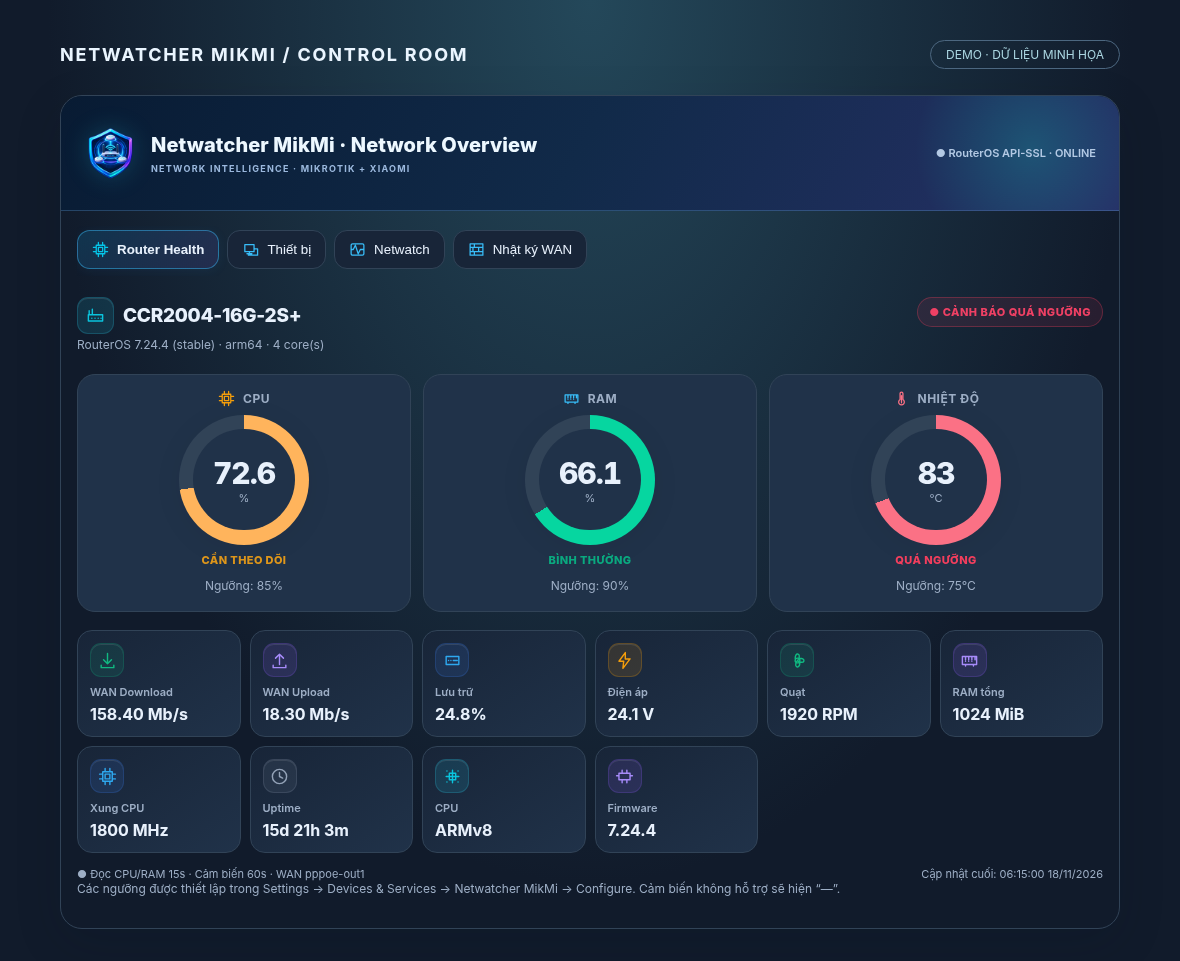 NETWATCHER MIKMI / CONTROL ROOM
DEMO · DỮ LIỆU MINH HỌA
Netwatcher MikMi · Network Overview
NETWORK INTELLIGENCE · MIKROTIK + XIAOMI
● RouterOS API-SSL · ONLINE
Router Health
Thiết bị
Netwatch
Nhật ký WAN
CCR2004-16G-2S+
● CẢNH BÁO QUÁ NGƯỠNG
RouterOS 7.24.4 (stable) · arm64 · 4 core(s)
CPU
72.6
%
CẦN THEO DÕI
Ngưỡng: 85%
RAM
66.1
%
BÌNH THƯỜNG
Ngưỡng: 90%
NHIỆT ĐỘ
83
°C
QUÁ NGƯỠNG
Ngưỡng: 75°C
WAN Download
158.40 Mb/s
WAN Upload
18.30 Mb/s
Lưu trữ
24.8%
Điện áp
24.1 V
Quạt
1920 RPM
RAM tổng
1024 MiB
Xung CPU
1800 MHz
Uptime
15d 21h 3m
CPU
ARMv8
Firmware
7.24.4
● Đọc CPU/RAM 15s · Cảm biến 60s · WAN pppoe-out1
Cập nhật cuối: 06:15:00 18/11/2026
Các ngưỡng được thiết lập trong Settings → Devices & Services → Netwatcher MikMi → Configure. Cảm biến không hỗ trợ sẽ hiện “—”.